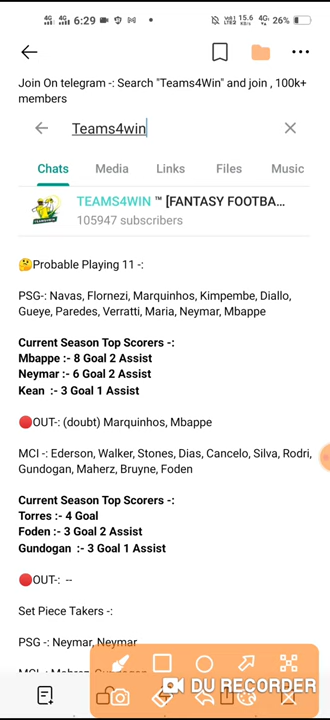 6:29
15.6
KB/s
4G
26%
Join On telegram -: Search "Teams4Win" and join , 100k+
members
Teams4win
Chats Media Links Files Music
TEAMS4WIN ™ [FANTASY FOOTBA...
105947 subscribers
🤔Probable Playing 11 -:
PSG-: Navas, Flornezi, Marquinhos, Kimpembe, Diallo,
Gueye, Paredes, Verratti, Maria, Neymar, Mbappe
Current Season Top Scorers -:
Mbappe :- 8 Goal 2 Assist
Neymar :- 6 Goal 2 Assist
Kean :- 3 Goal 1 Assist
🔴OUT-: (doubt) Marquinhos, Mbappe
MCI -: Ederson, Walker, Stones, Dias, Cancelo, Silva, Rodri,
Gundogan, Maherz, Bruyne, Foden
Current Season Top Scorers -:
Torres :- 4 Goal
Foden :- 3 Goal 2 Assist
Gundogan :- 3 Goal 1 Assist
🔴OUT-: --
Set Piece Takers -:
PSG -: Neymar, Neymar
DU RECORDER